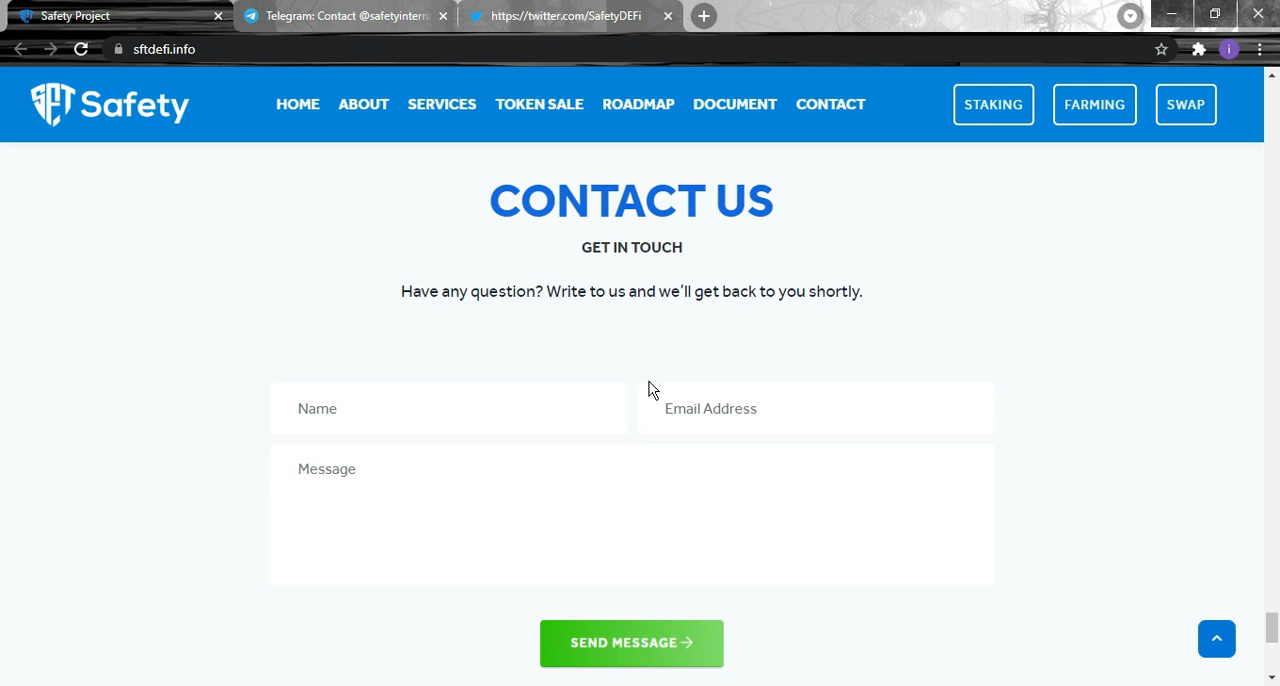 Safety Project
Telegram: Contact @safetyintern
https://twitter.com/SafetyDEFi
sftdefi.info
i
SFT Safety
HOME ABOUT SERVICES TOKEN SALE ROADMAP DOCUMENT CONTACT
STAKING FARMING SWAP
CONTACT US
GET IN TOUCH
Have any question? Write to us and we'll get back to you shortly.
Name
Email Address
Message
SEND MESSAGE →